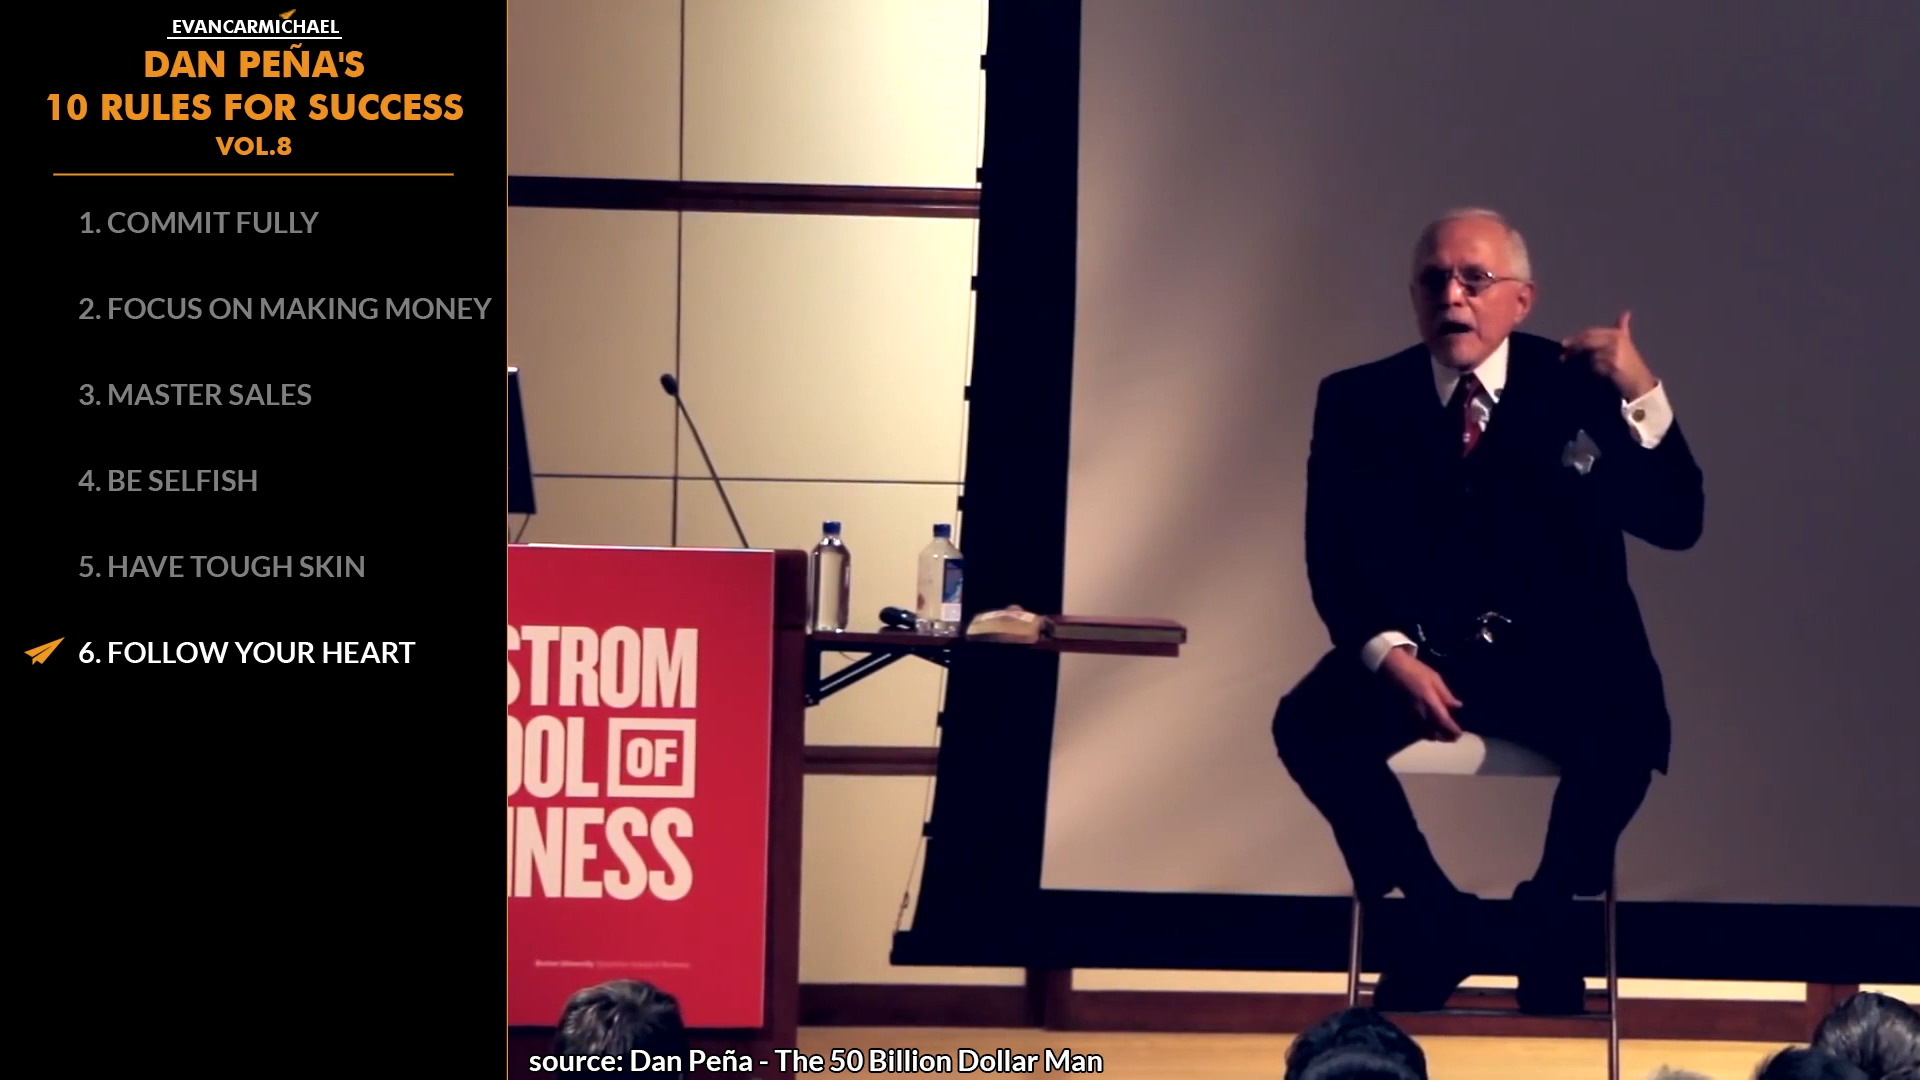 EVANCARMICHAEL
DAN PEÑA'S
10 RULES FOR SUCCESS
VOL.8
1. COMMIT FULLY
2. FOCUS ON MAKING MONEY
3. MASTER SALES
4. BE SELFISH
5. HAVE TOUGH SKIN
6. FOLLOW YOUR HEART
STROM
OOL OF
INESS
source: Dan Peña - The 50 Billion Dollar Man